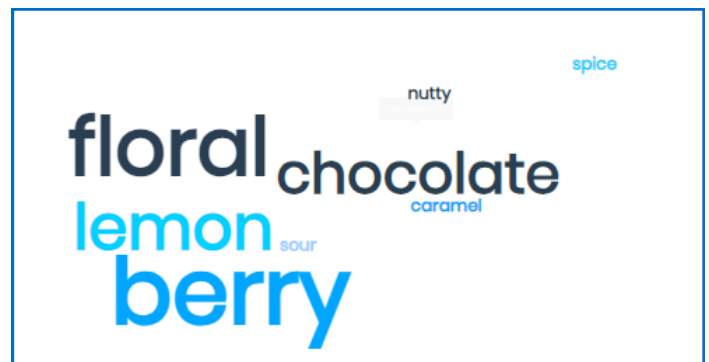 spice
nutty
floral
chocolate
caramel
lemon
sour
berry